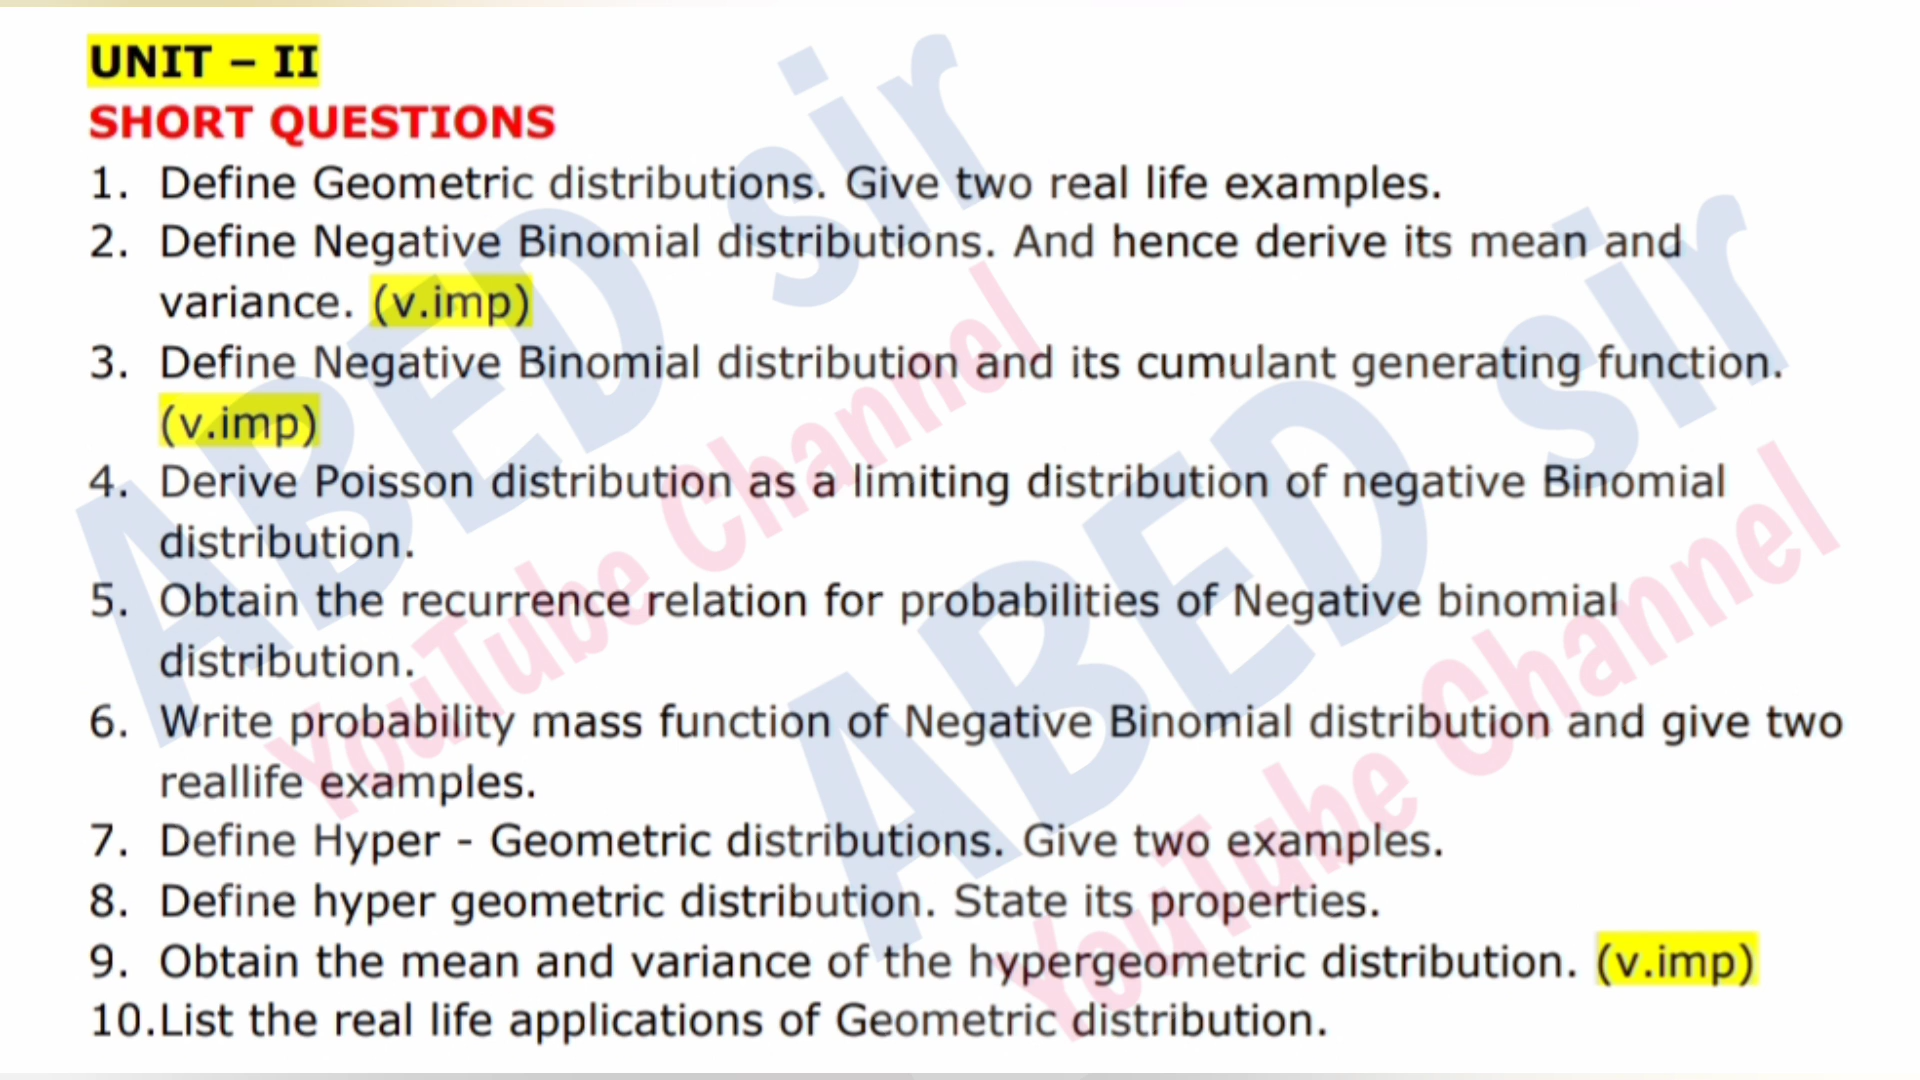 UNIT – II
SHORT QUESTIONS
1. Define Geometric distributions. Give two real life examples.
2. Define Negative Binomial distributions. And hence derive its mean and
variance. (v.imp)
3. Define Negative Binomial distribution and its cumulant generating function.
(v.imp)
4. Derive Poisson distribution as a limiting distribution of negative Binomial
distribution.
5. Obtain the recurrence relation for probabilities of Negative binomial
distribution.
6. Write probability mass function of Negative Binomial distribution and give two
reallife examples.
7. Define Hyper - Geometric distributions. Give two examples.
8. Define hyper geometric distribution. State its properties.
9. Obtain the mean and variance of the hypergeometric distribution. (v.imp)
10.List the real life applications of Geometric distribution.
ABED sir
YouTube Channel
ABED sir
YouTube Channel